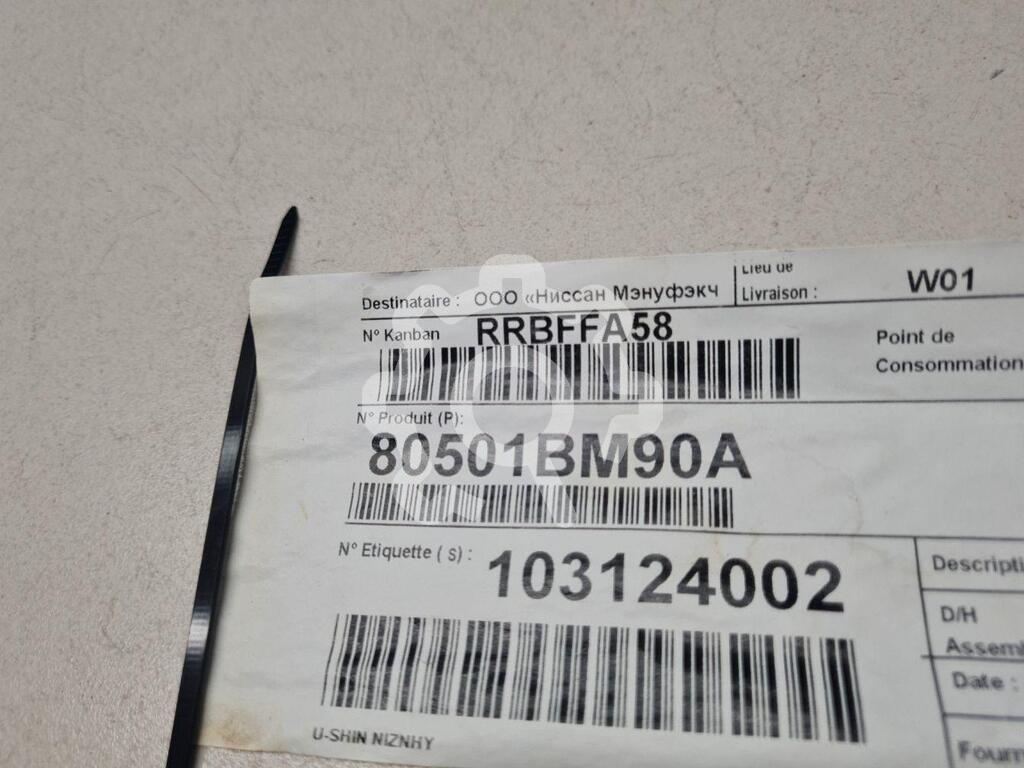 Destinataire : ООО «Ниссан Мэнуфэкч
Lieu de
Livraison : W01
N° Kanban RRBFFA58
Point de
Consommation
N° Produit (P):
80501BM90A
N° Etiquette ( s) : 103124002
Descripti
D/H
Assem
Date :
Fourn
U-SHIN NIZNHY